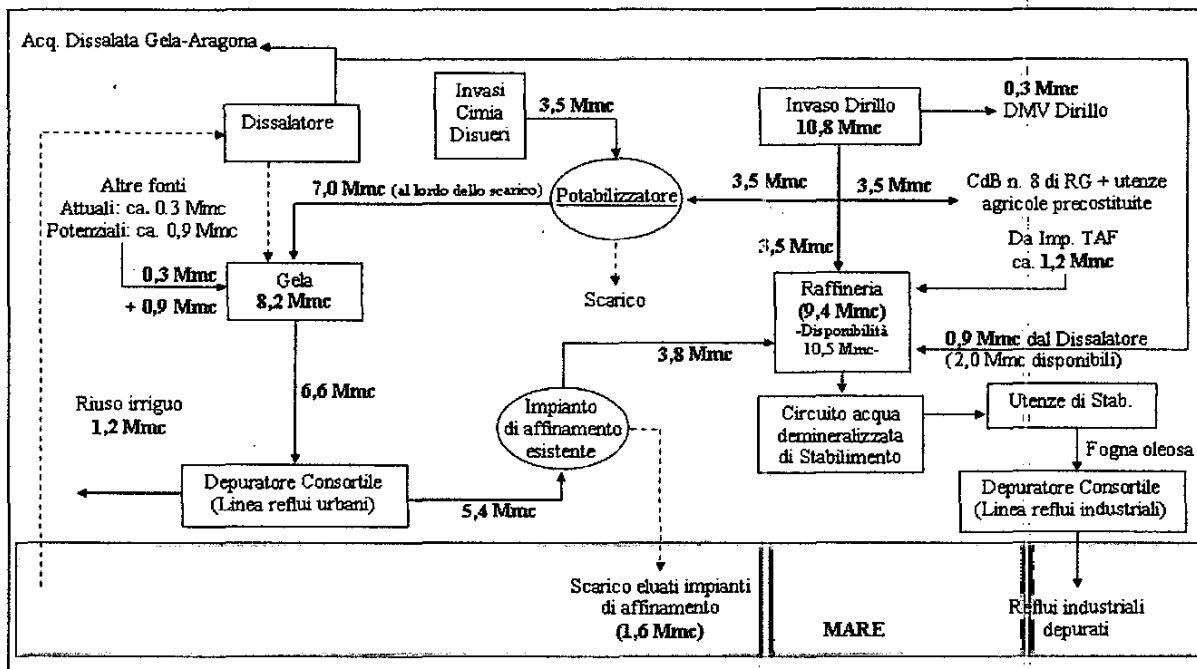 Acq. Dissalata Gela-Aragona
Dissalatore
Invasi
Cimia
Disueri
3,5 Mmc
Invaso Dirillo
10,8 Mmc
0,3 Mmc
DMV Dirillo
Altre fonti
Attuali: ca. 0.3 Mmc
Potenziali: ca. 0,9 Mmc
7,0 Mmc (al lordo dello scarico)
Potabilizzatore
3,5 Mmc
3,5 Mmc
CdB n. 8 di RG + utenze
agricole precostituite
0,3 Mmc
+ 0,9 Mmc
Gela
8,2 Mmc
Scarico
3,5 Mmc
Da Imp. TAF
ca. 1,2 Mmc
Raffineria
(9,4 Mmc)
-Disponibilità
10,5 Mmc-
0,9 Mmc dal Dissalatore
(2,0 Mmc disponibili)
3,8 Mmc
6,6 Mmc
Riuso irriguo
1,2 Mmc
Impianto
di affinamento
esistente
Circuito acqua
demineralizzata
di Stabilimento
Utenze di Stab.
Fogna oleosa
Depuratore Consortile
(Linea reflui urbani)
5,4 Mmc
Depuratore Consortile
(Linea reflui industriali)
Scarico eluati impianti
di affinamento
(1,6 Mmc)
MARE
Reflui industriali
depurati